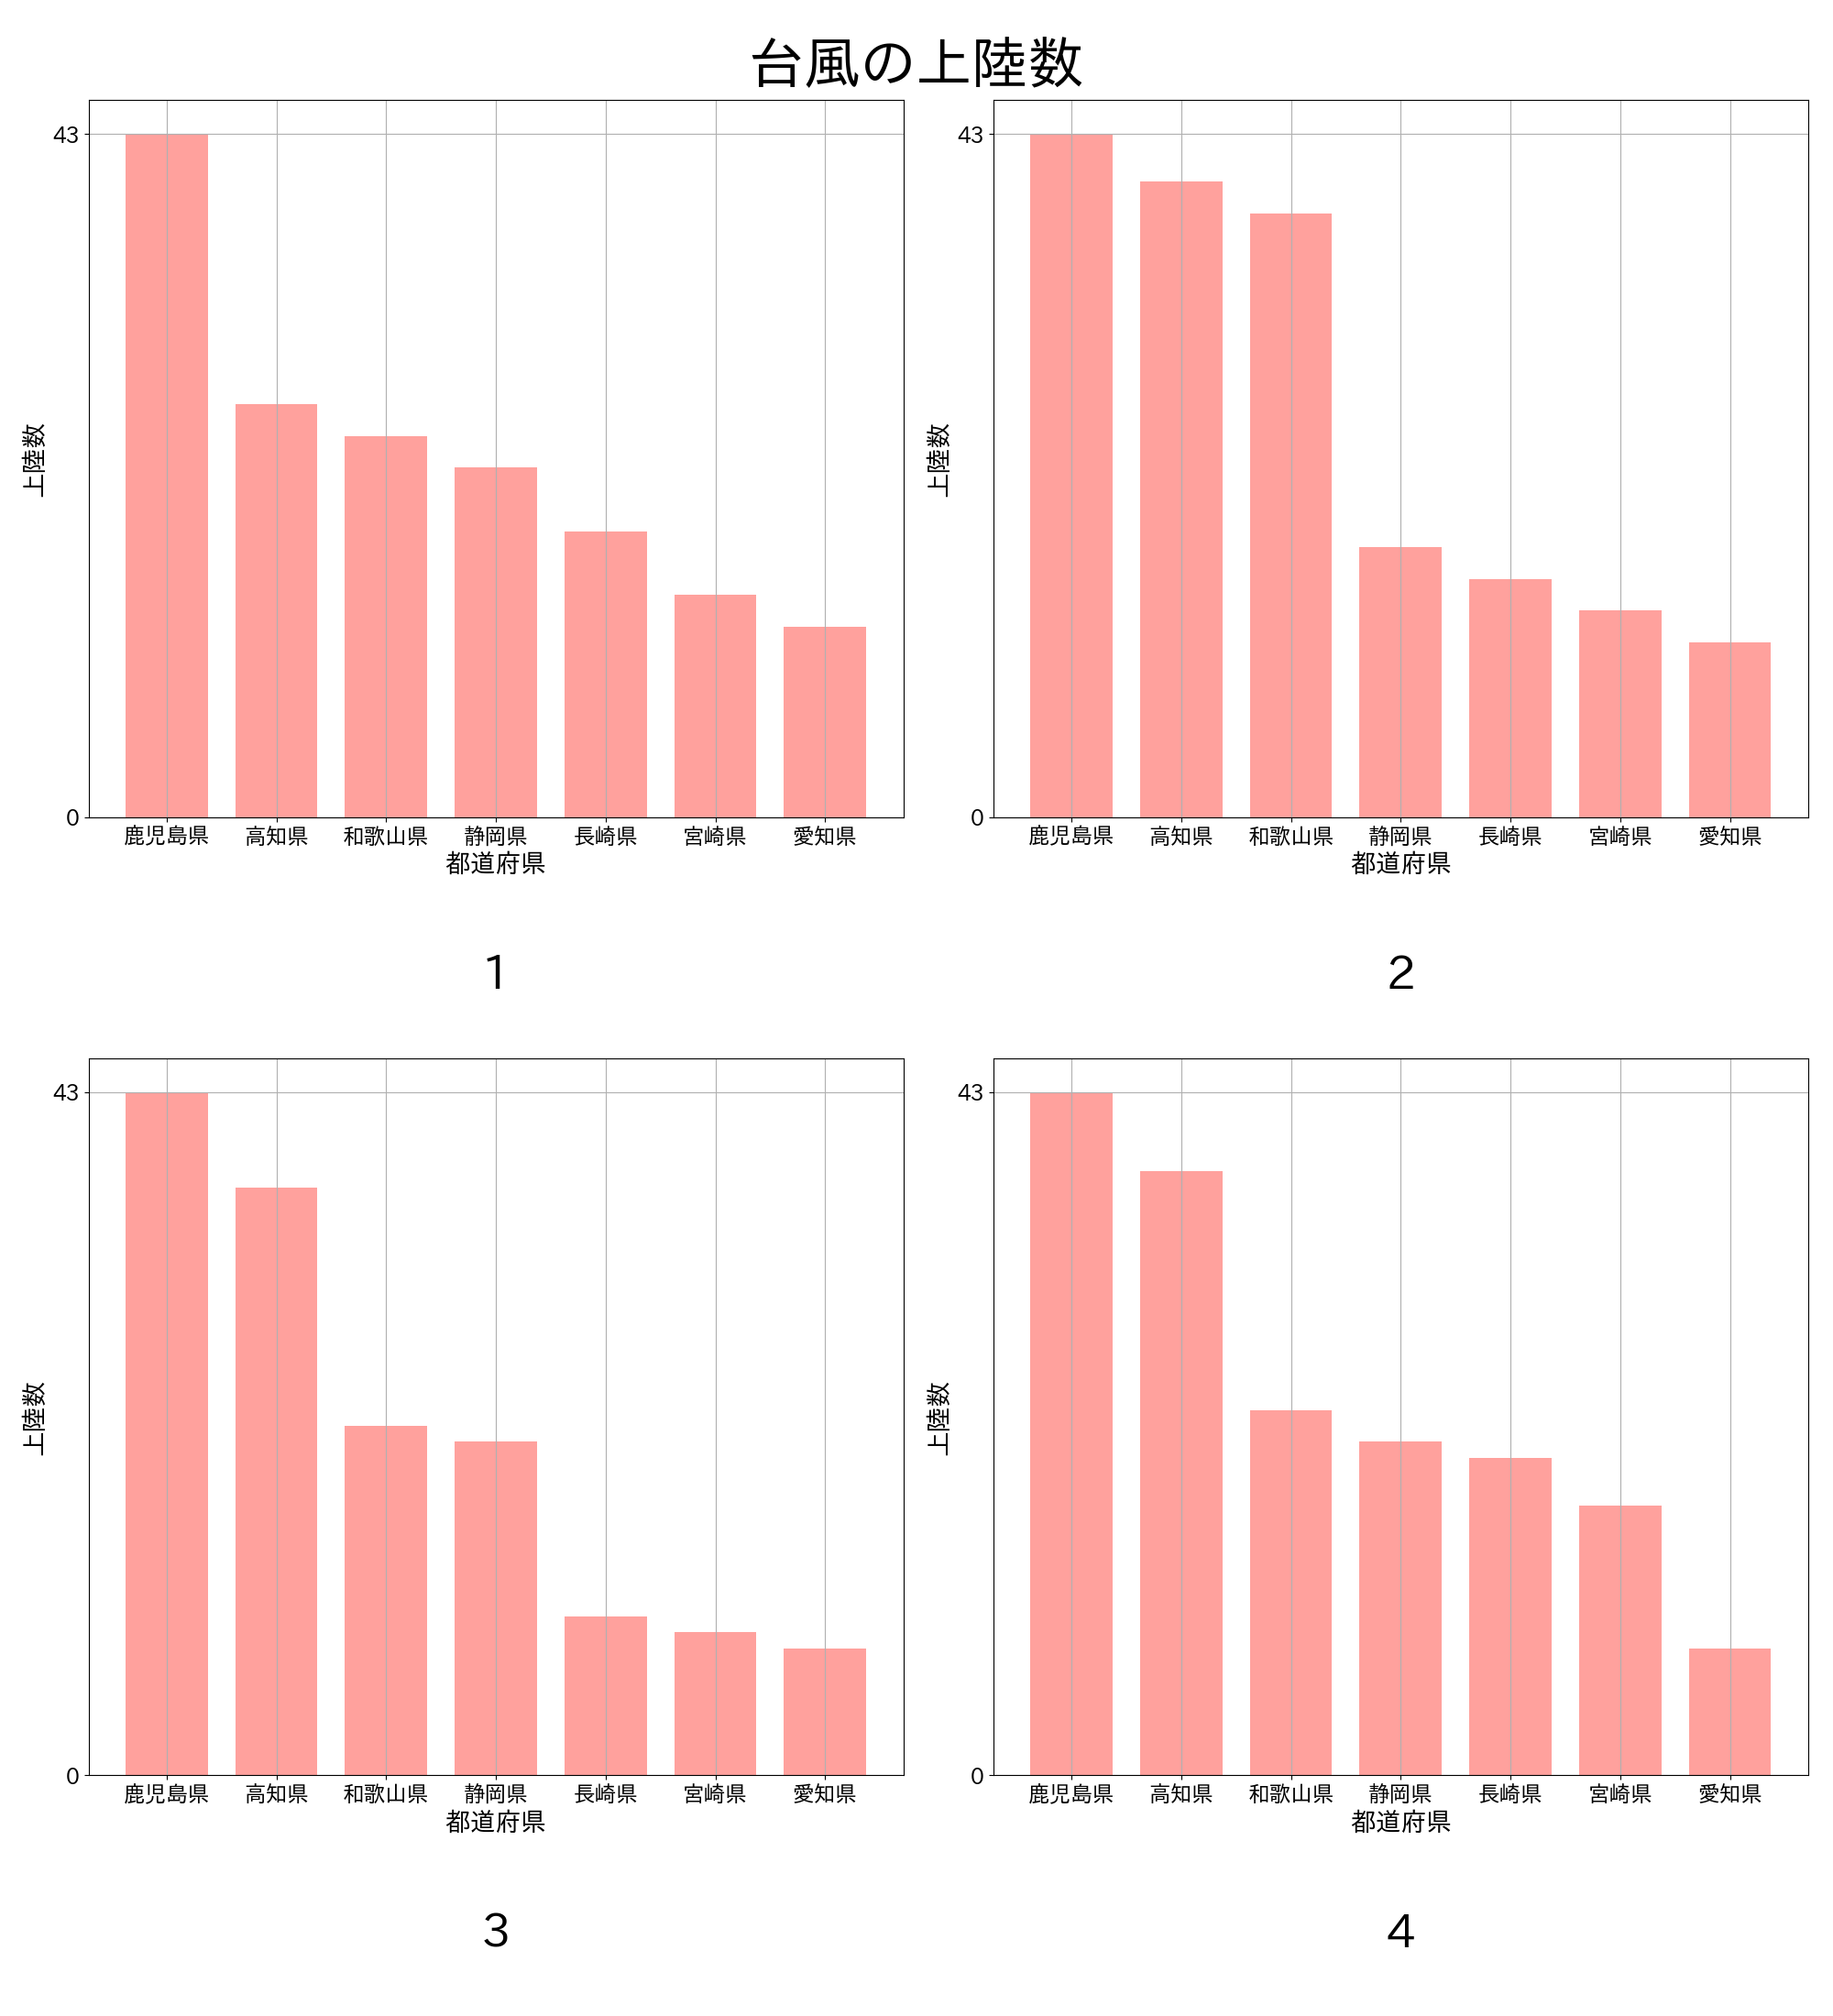 台風の上陸数
43
0
上陸数
鹿児島県 高知県 和歌山県 静岡県 長崎県 宮崎県 愛知県
都道府県
1
43
0
上陸数
鹿児島県 高知県 和歌山県 静岡県 長崎県 宮崎県 愛知県
都道府県
2
43
0
上陸数
鹿児島県 高知県 和歌山県 静岡県 長崎県 宮崎県 愛知県
都道府県
3
43
0
上陸数
鹿児島県 高知県 和歌山県 静岡県 長崎県 宮崎県 愛知県
都道府県
4